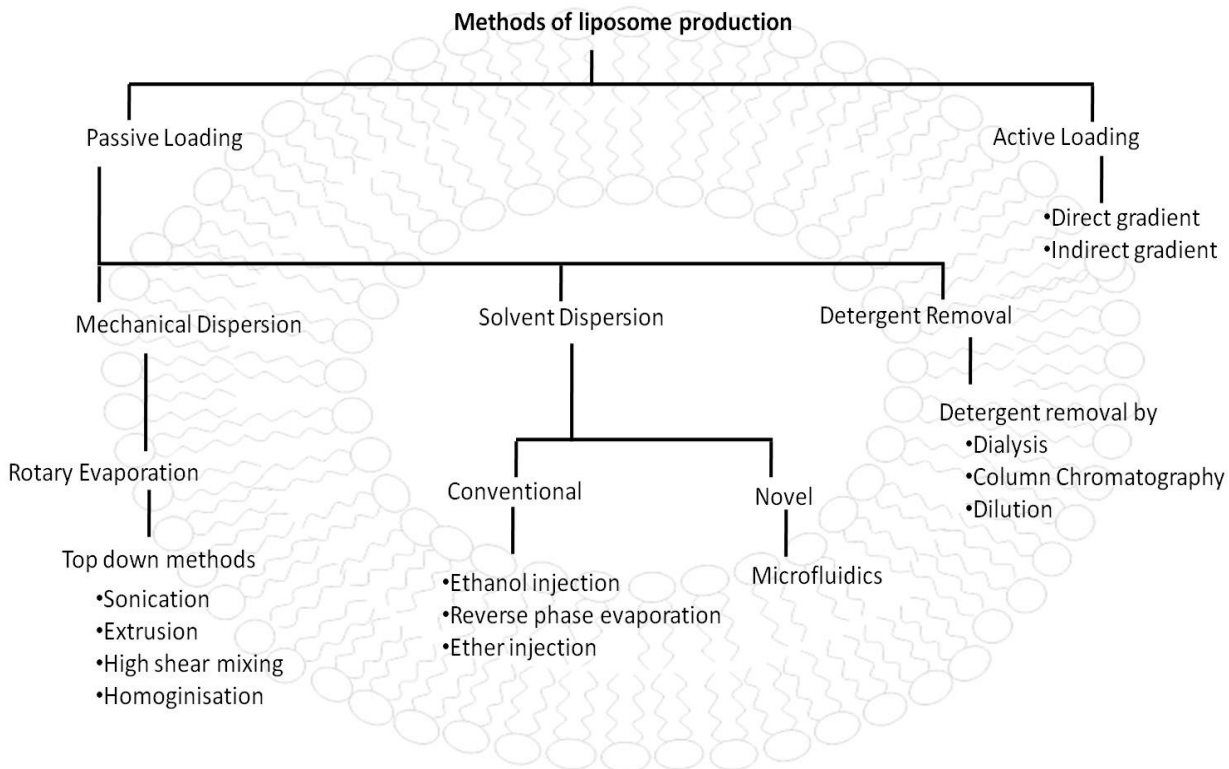 Methods of liposome production
Passive Loading
Active Loading
•Direct gradient
•Indirect gradient
Mechanical Dispersion
Solvent Dispersion
Detergent Removal
Rotary Evaporation
Top down methods
•Sonication
•Extrusion
•High shear mixing
•Homoginisation
Conventional
•Ethanol injection
•Reverse phase evaporation
•Ether injection
Novel
Microfluidics
Detergent removal by
•Dialysis
•Column Chromatography
•Dilution